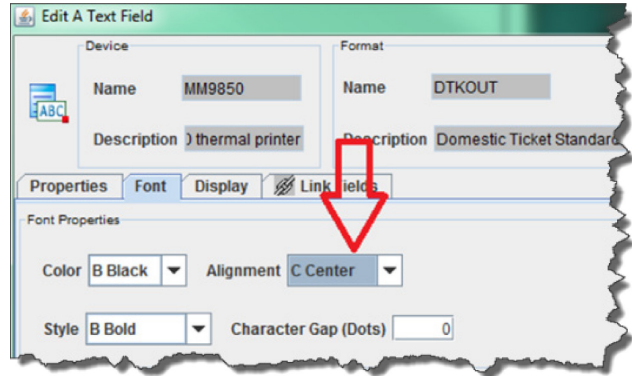 Edit A Text Field
Device
Format
Name MM9850
Name DTKOUT
ABC
Description 0 thermal printer
Description Domestic Ticket Standard
Properties Font Display Link Fields
Font Properties
Color B Black Alignment C Center
Style B Bold Character Gap (Dots) 0